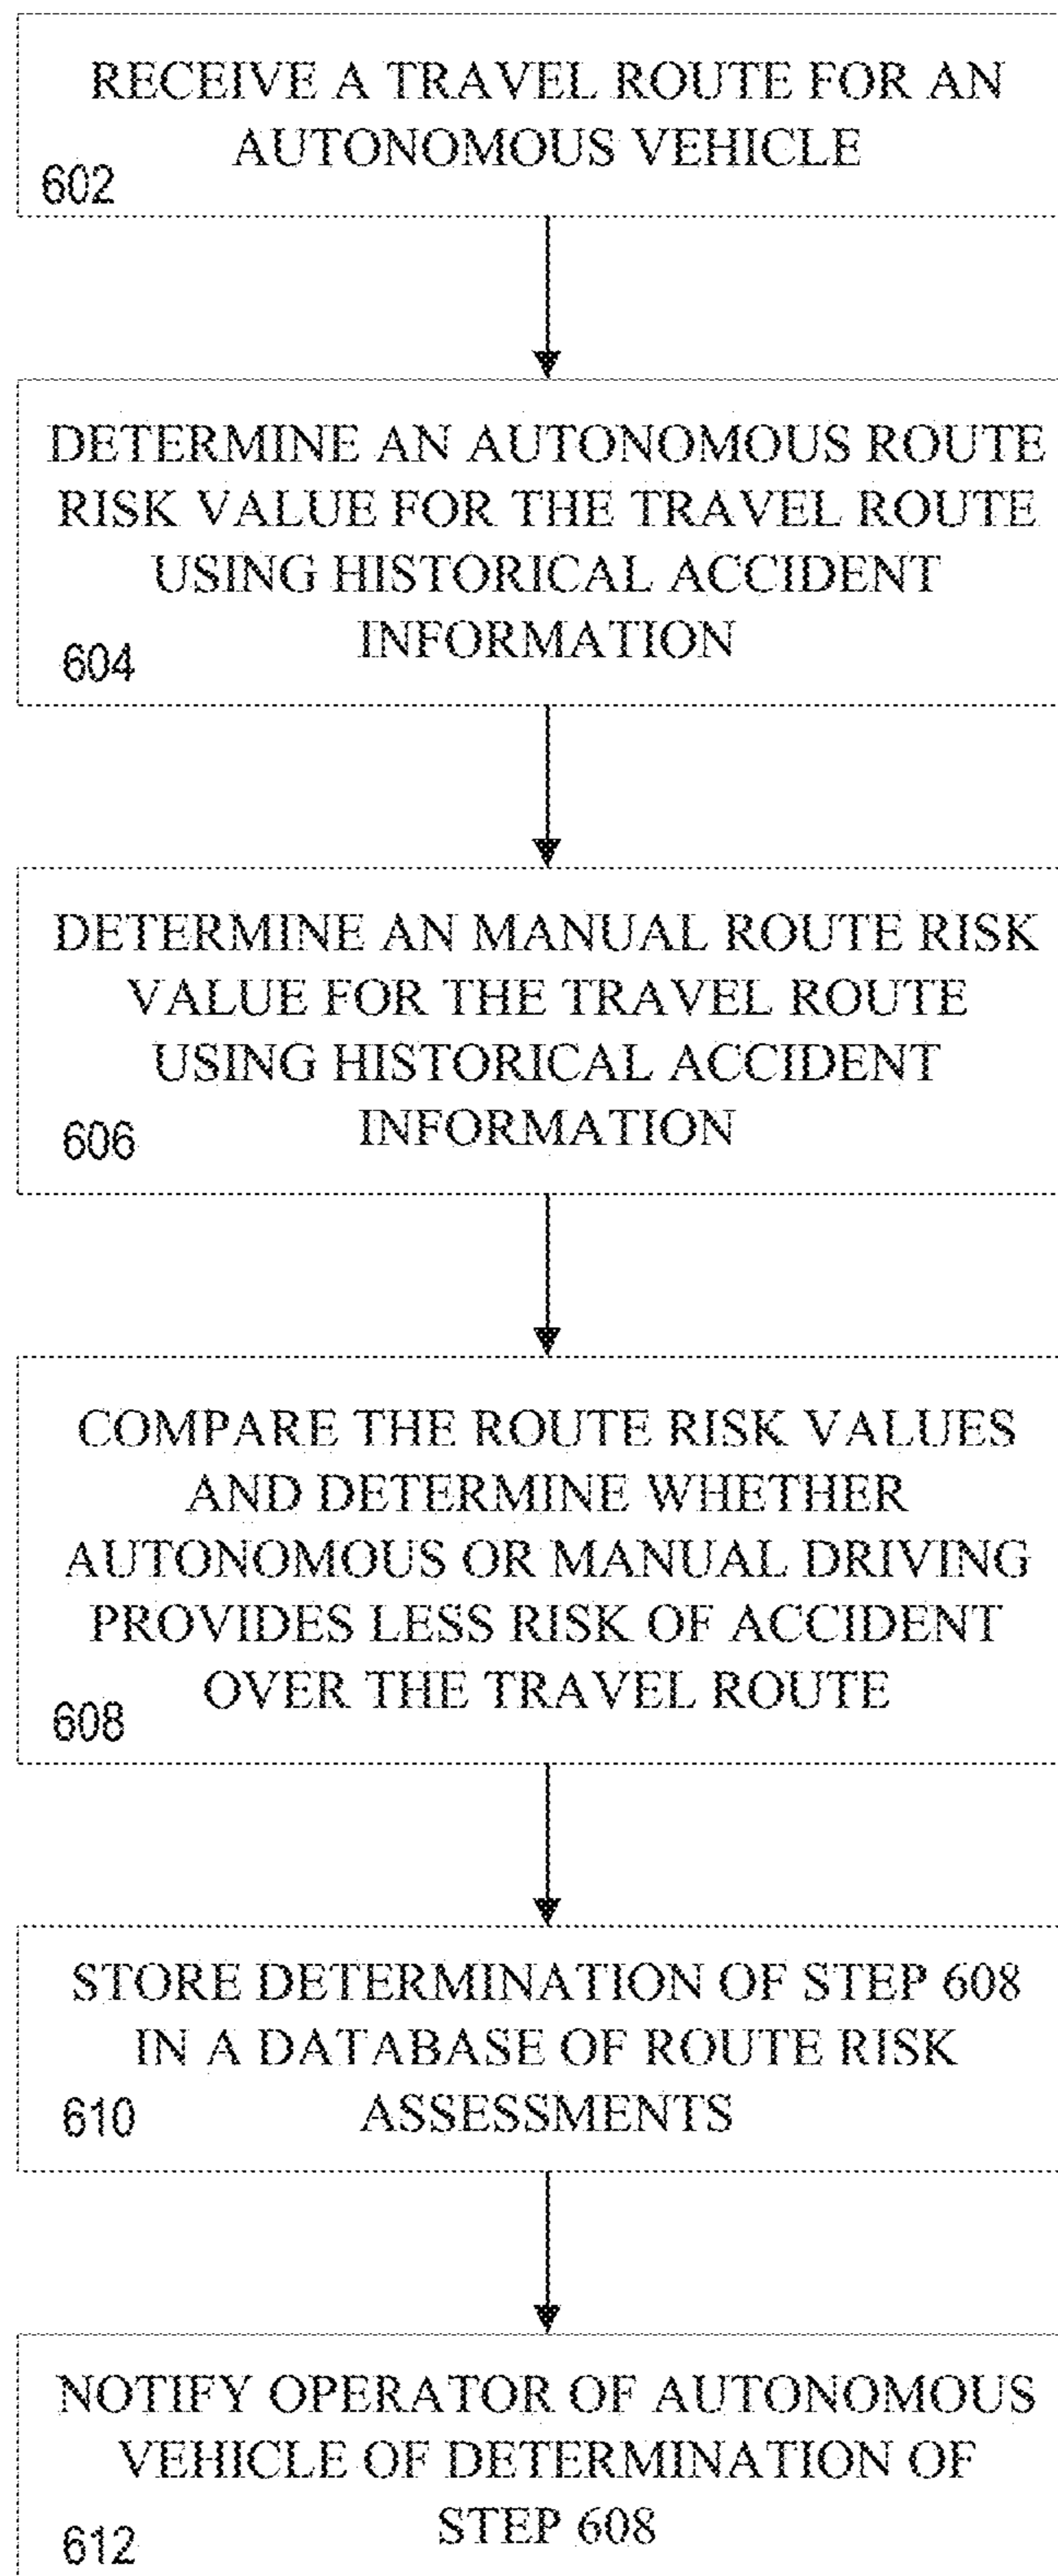 RECEIVE A TRAVEL ROUTE FOR AN
AUTONOMOUS VEHICLE
602
DETERMINE AN AUTONOMOUS ROUTE
RISK VALUE FOR THE TRAVEL ROUTE
USING HISTORICAL ACCIDENT
INFORMATION
604
DETERMINE AN MANUAL ROUTE RISK
VALUE FOR THE TRAVEL ROUTE
USING HISTORICAL ACCIDENT
INFORMATION
606
COMPARE THE ROUTE RISK VALUES
AND DETERMINE WHETHER
AUTONOMOUS OR MANUAL DRIVING
PROVIDES LESS RISK OF ACCIDENT
OVER THE TRAVEL ROUTE
608
STORE DETERMINATION OF STEP 608
IN A DATABASE OF ROUTE RISK
ASSESSMENTS
610
NOTIFY OPERATOR OF AUTONOMOUS
VEHICLE OF DETERMINATION OF
STEP 608
612